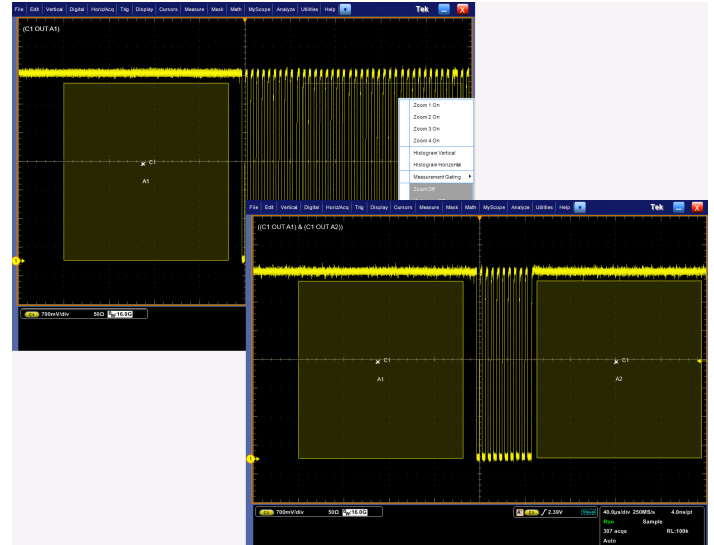 File Edit Vertical Digital Horiz/Acq Trig Display Cursors Measure Mask Math MyScope Analyze Utilities Help Tek X
(C1 OUT A1)
Zoom 1 On
Zoom 2 On
Zoom 3 On
Zoom 4 On
Histogram Vertical
Histogram Horizontal
Measurement Gating
Zoom Off
C1
A1
1
C1 700mV/div 50Ω BW:16.0G
File Edit Vertical Digital Horiz/Acq Trig Display Cursors Measure Mask Math MyScope Analyze Utilities Help Tek X
((C1 OUT A1) & (C1 OUT A2))
C1 C1
A1 A2
1
C1 700mV/div 50Ω BW:16.0G
A C1 2.39V Visual
40.0µs/div 250MS/s 4.0ns/pt
Run Sample
307 acqs RL:100k
Auto